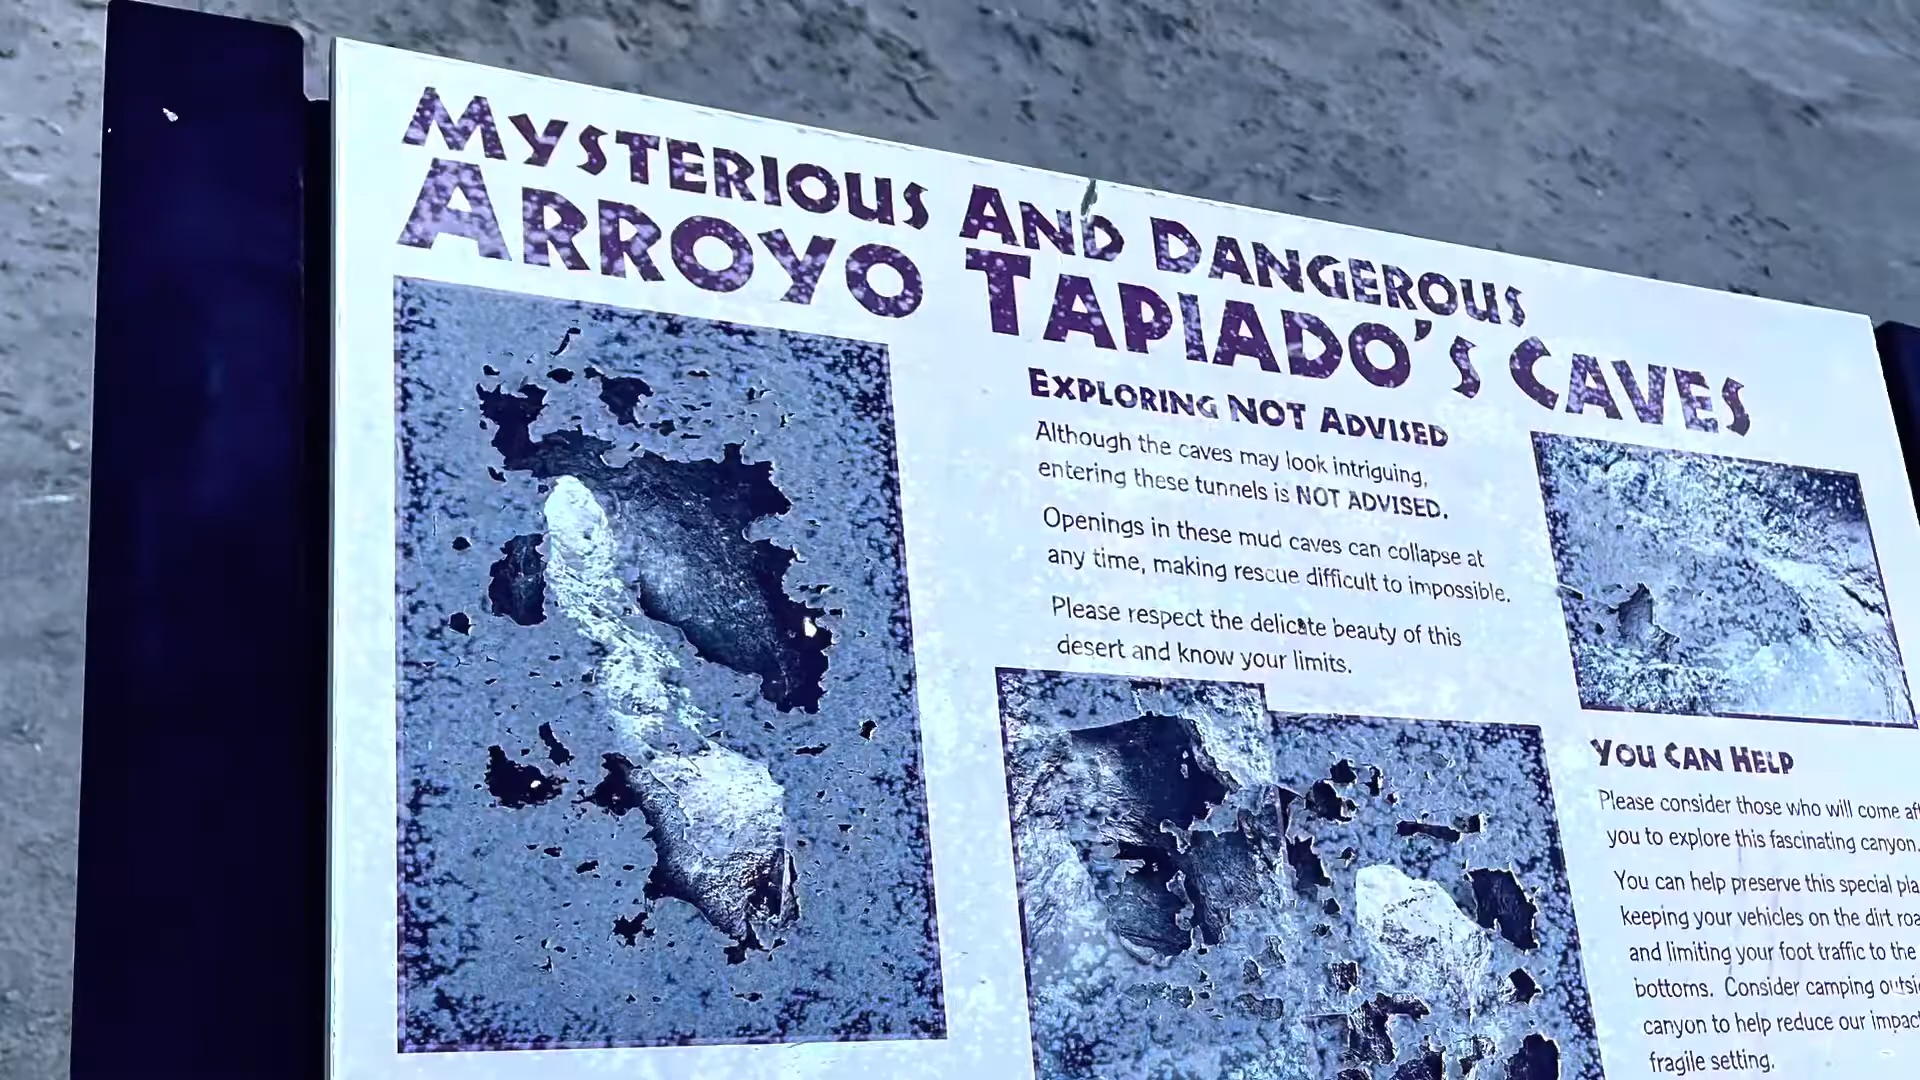 MYSTERIOUS AND DANGEROUS
ARROYO TAPIADO'S CAVES
EXPLORING NOT ADVISED
Although the caves may look intriguing,
entering these tunnels is NOT ADVISED.
Openings in these mud caves can collapse at
any time, making rescue difficult to impossible.
Please respect the delicate beauty of this
desert and know your limits.
YOU CAN HELP
Please consider those who will come
you to explore this fascinating canyon.
You can help preserve this special
keeping your vehicles on the dirt
and limiting your foot traffic to the
bottoms. Consider camping
canyon to help reduce our
fragile setting.